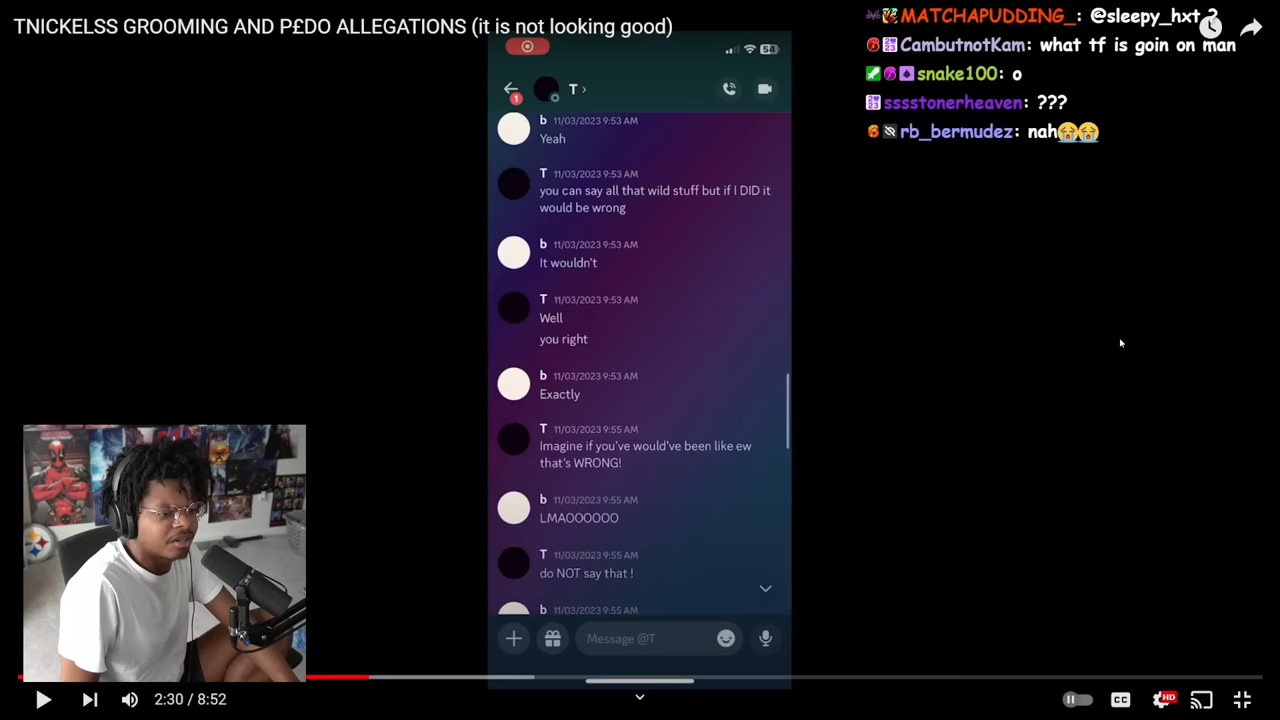 TNICKELSS GROOMING AND P£DO ALLEGATIONS (it is not looking good)
MATCHAPUDDING_: @sleepy_hxt ?
CambutnotKam: what tf is goin on man
snake100: o
sssstonerheaven: ???
rb_bermudez: nah😭😭
54
1
T ›
b 11/03/2023 9:53 AM
Yeah
T 11/03/2023 9:53 AM
you can say all that wild stuff but if I DID it
would be wrong
b 11/03/2023 9:53 AM
It wouldn't
T 11/03/2023 9:53 AM
Well
you right
b 11/03/2023 9:53 AM
Exactly
T 11/03/2023 9:55 AM
Imagine if you've would've been like ew
that's WRONG!
b 11/03/2023 9:55 AM
LMAOOOOOO
T 11/03/2023 9:55 AM
do NOT say that !
b 11/03/2023 9:55 AM
Message @T
2:30 / 8:52
CC
HD